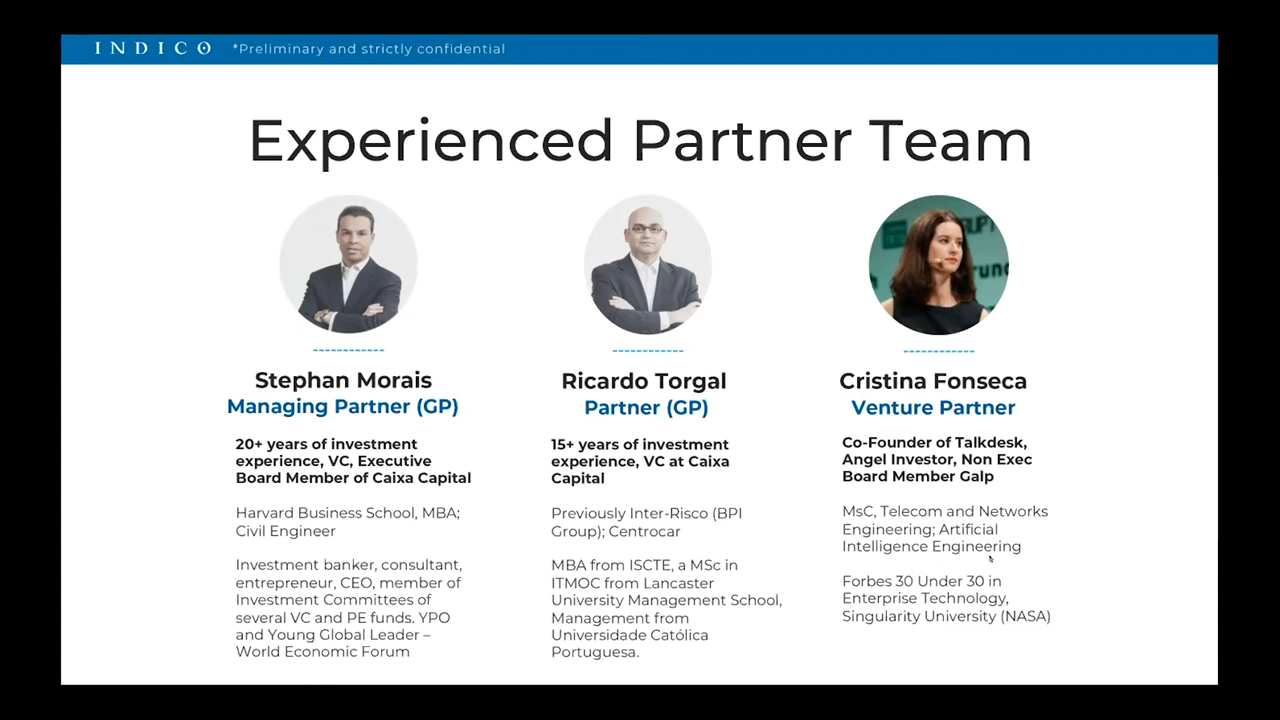 INDICO *Preliminary and strictly confidential
Experienced Partner Team
------------
Stephan Morais
Managing Partner (GP)
20+ years of investment
experience, VC, Executive
Board Member of Caixa Capital
Harvard Business School, MBA;
Civil Engineer
Investment banker, consultant,
entrepreneur, CEO, member of
Investment Committees of
several VC and PE funds. YPO
and Young Global Leader –
World Economic Forum
------------
Ricardo Torgal
Partner (GP)
15+ years of investment
experience, VC at Caixa
Capital
Previously Inter-Risco (BPI
Group); Centrocar
MBA from ISCTE, a MSc in
ITMOC from Lancaster
University Management School,
Management from
Universidade Católica
Portuguesa.
------------
Cristina Fonseca
Venture Partner
Co-Founder of Talkdesk,
Angel Investor, Non Exec
Board Member Galp
MsC, Telecom and Networks
Engineering; Artificial
Intelligence Engineering
Forbes 30 Under 30 in
Enterprise Technology,
Singularity University (NASA)